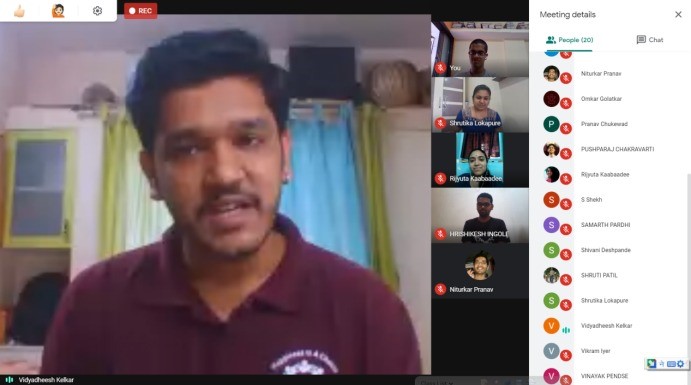 REC
You
Shrutika Lokapure
Rijyuta Kaabaadee
HRISHIKESH INGOLE
Niturkar Pranav
Vidyadheesh Kelkar
Meeting details
People (20)
Chat
Niturkar Pranav
Omkar Golatkar
P
Pranav Chukewad
PUSHPARAJ CHAKRAVARTI
Rijyuta Kaabaadee
S
S Shekh
S
SAMARTH PARDHI
S
Shivani Deshpande
SHRUTI PATIL
S
Shrutika Lokapure
V
Vidyadheesh Kelkar
V
Vikram Iyer
V
VINAYAK PENDSE